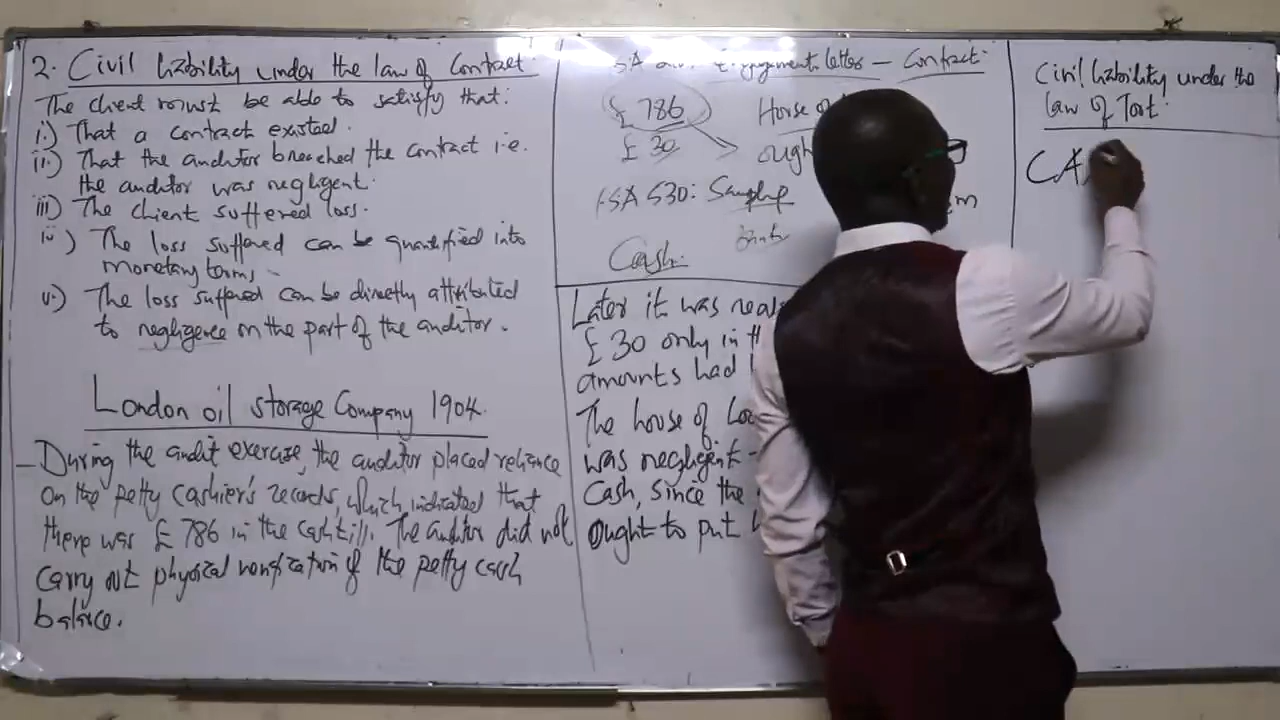 2. Civil liability under the law of Contract.
The client must be able to satisfy that:
i.) That a contract existed.
ii.) That the auditor breached the contract i.e.
the auditor was negligent.
iii) The client suffered loss.
iv) The loss suffered can be quantified into
monetary terms -
v.) The loss suffered can be directly attributed
to negligence on the part of the auditor.
London oil storage Company 1904.
- During the audit exercise, the auditor placed reliance
on the petty cashier's records, which indicated that
there was £ 786 in the cash till. The auditor did not
carry out physical verification of the petty cash
balance.
Engagement letter - Contract.
£ 786 House of
£ 30 ought
ISA 530: Sample
Cash.
Later it was
£ 30 only in
amounts had
The house of
was negligent -
Cash, since the
ought to put
Civil liability under the
law of Tort.
CA